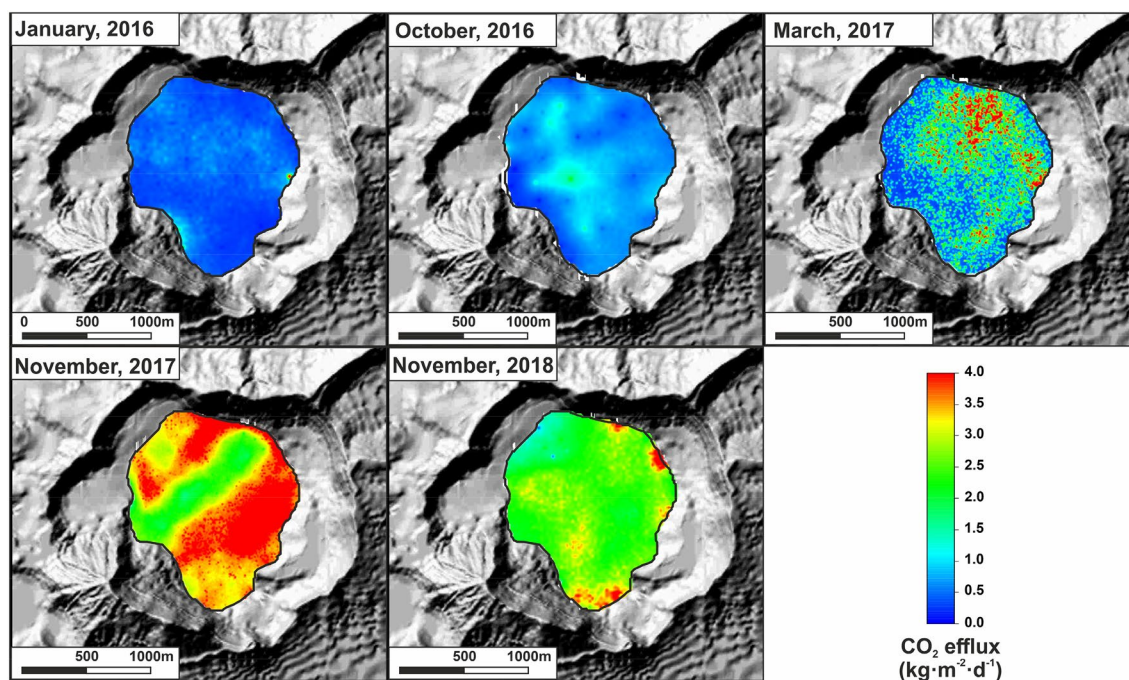 January, 2016
October, 2016
March, 2017
0 500 1000m
500 1000m
500 1000m
November, 2017
November, 2018
4.0
3.5
3.0
2.5
2.0
1.5
1.0
0.5
0.0
CO₂ efflux
(kg·m⁻²·d⁻¹)
500 1000m
500 1000m